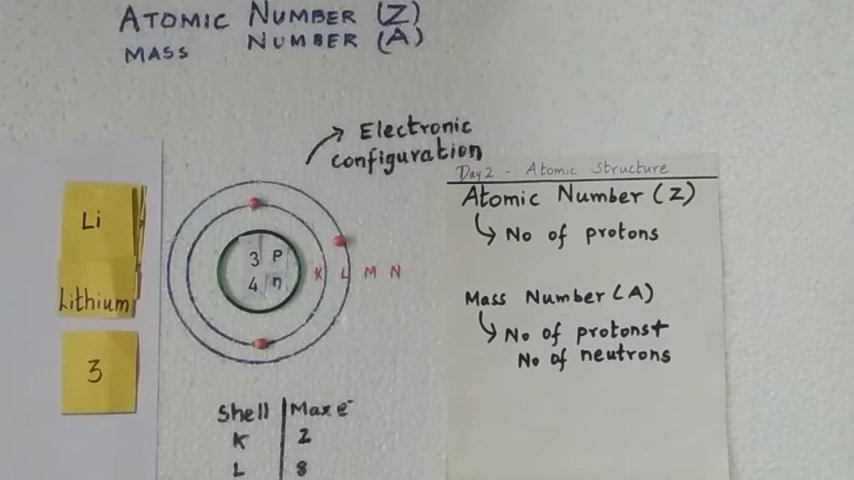 ATOMIC NUMBER (Z)
MASS NUMBER (A)
Electronic
configuration
Day 2 - Atomic Structure
Atomic Number (Z)
No of protons
Mass Number (A)
No of protons+
No of neutrons
Li
Lithium
3
3 P
4 n
K L M N
Shell Max e-
K 2
L 8